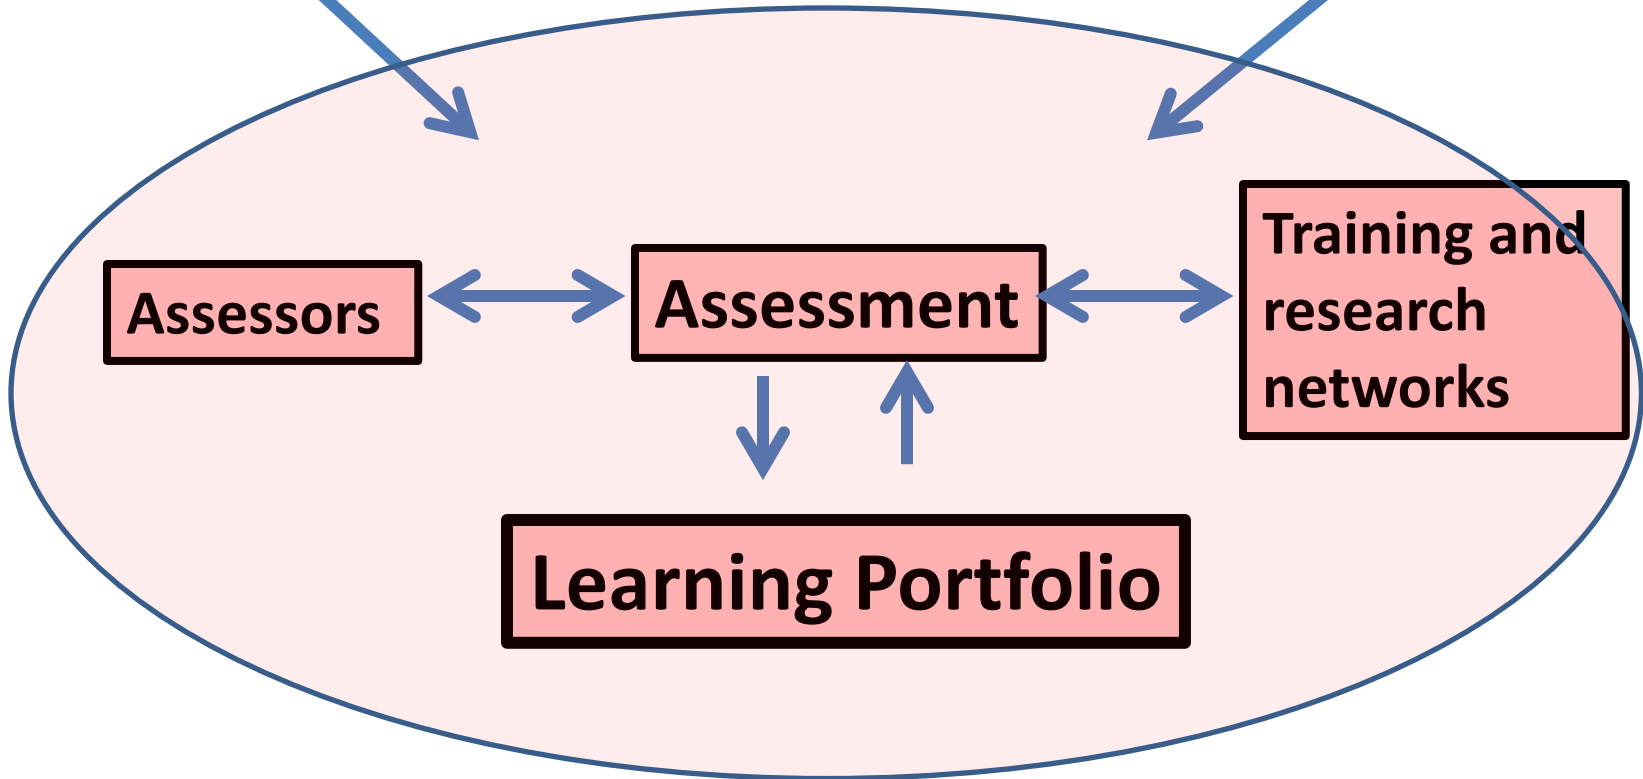 Assessors
Assessment
Training and
research
networks
Learning Portfolio